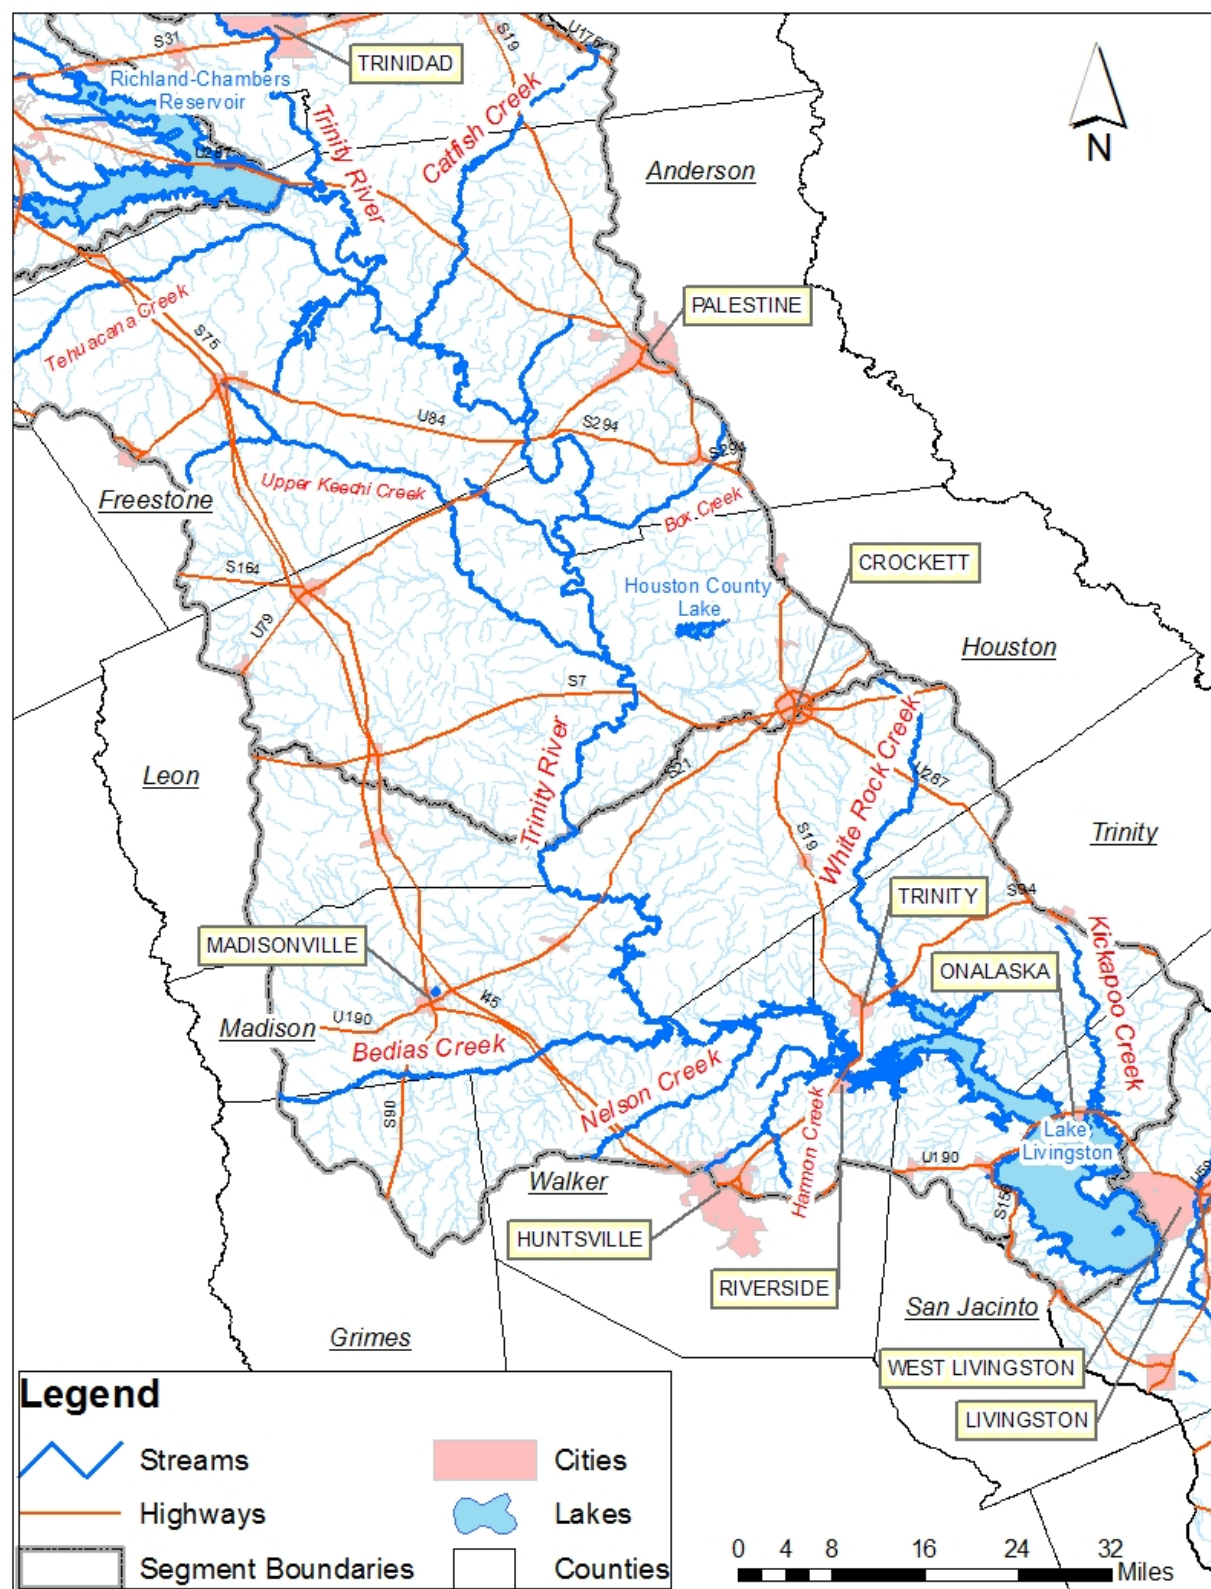 S31
TRINIDAD
S19
U175
Richland-Chambers
Reservoir
Trinity River
Catfish Creek
N
U287
Anderson
Tehuacana Creek
S75
PALESTINE
U84
S294
S294
Upper Keechi Creek
Freestone
Box Creek
CROCKETT
S164
Houston County
Lake
U79
Houston
S7
Leon
Trinity River
S21
White Rock Creek
U287
S19
Trinity
TRINITY
S94
MADISONVILLE
ONALASKA
Kickapoo Creek
I45
U190
Madison
Bedias Creek
Nelson Creek
S90
Harmon Creek
Lake
Livingston
U190
U59
Walker
S156
HUNTSVILLE
RIVERSIDE
San Jacinto
Grimes
WEST LIVINGSTON
LIVINGSTON
Legend
Streams
Cities
Highways
Lakes
Segment Boundaries
Counties
0 4 8 16 24 32
Miles